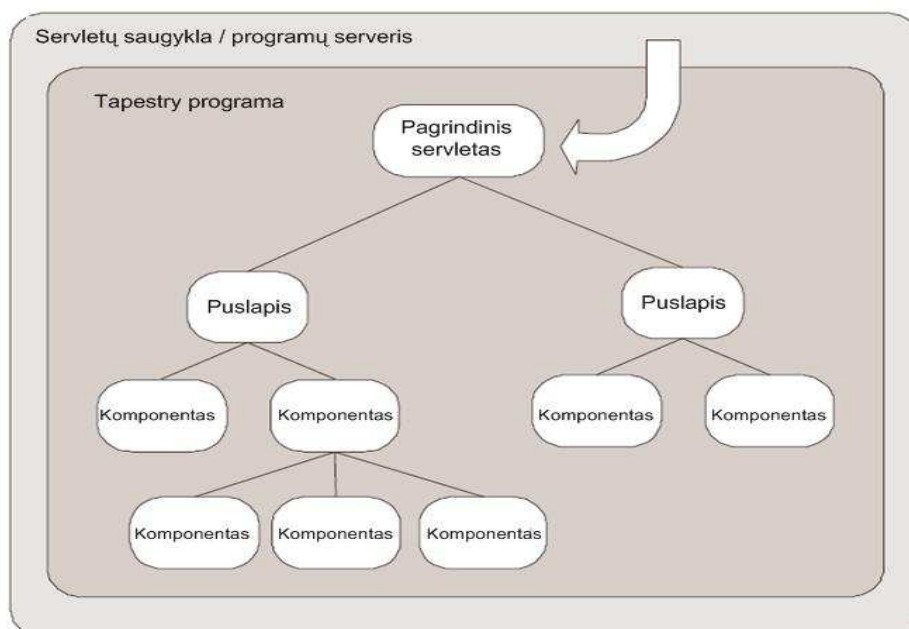 Servletų saugykla / programų serveris
Tapestry programa
Pagrindinis
servletas
Puslapis
Puslapis
Komponentas
Komponentas
Komponentas
Komponentas
Komponentas
Komponentas
Komponentas